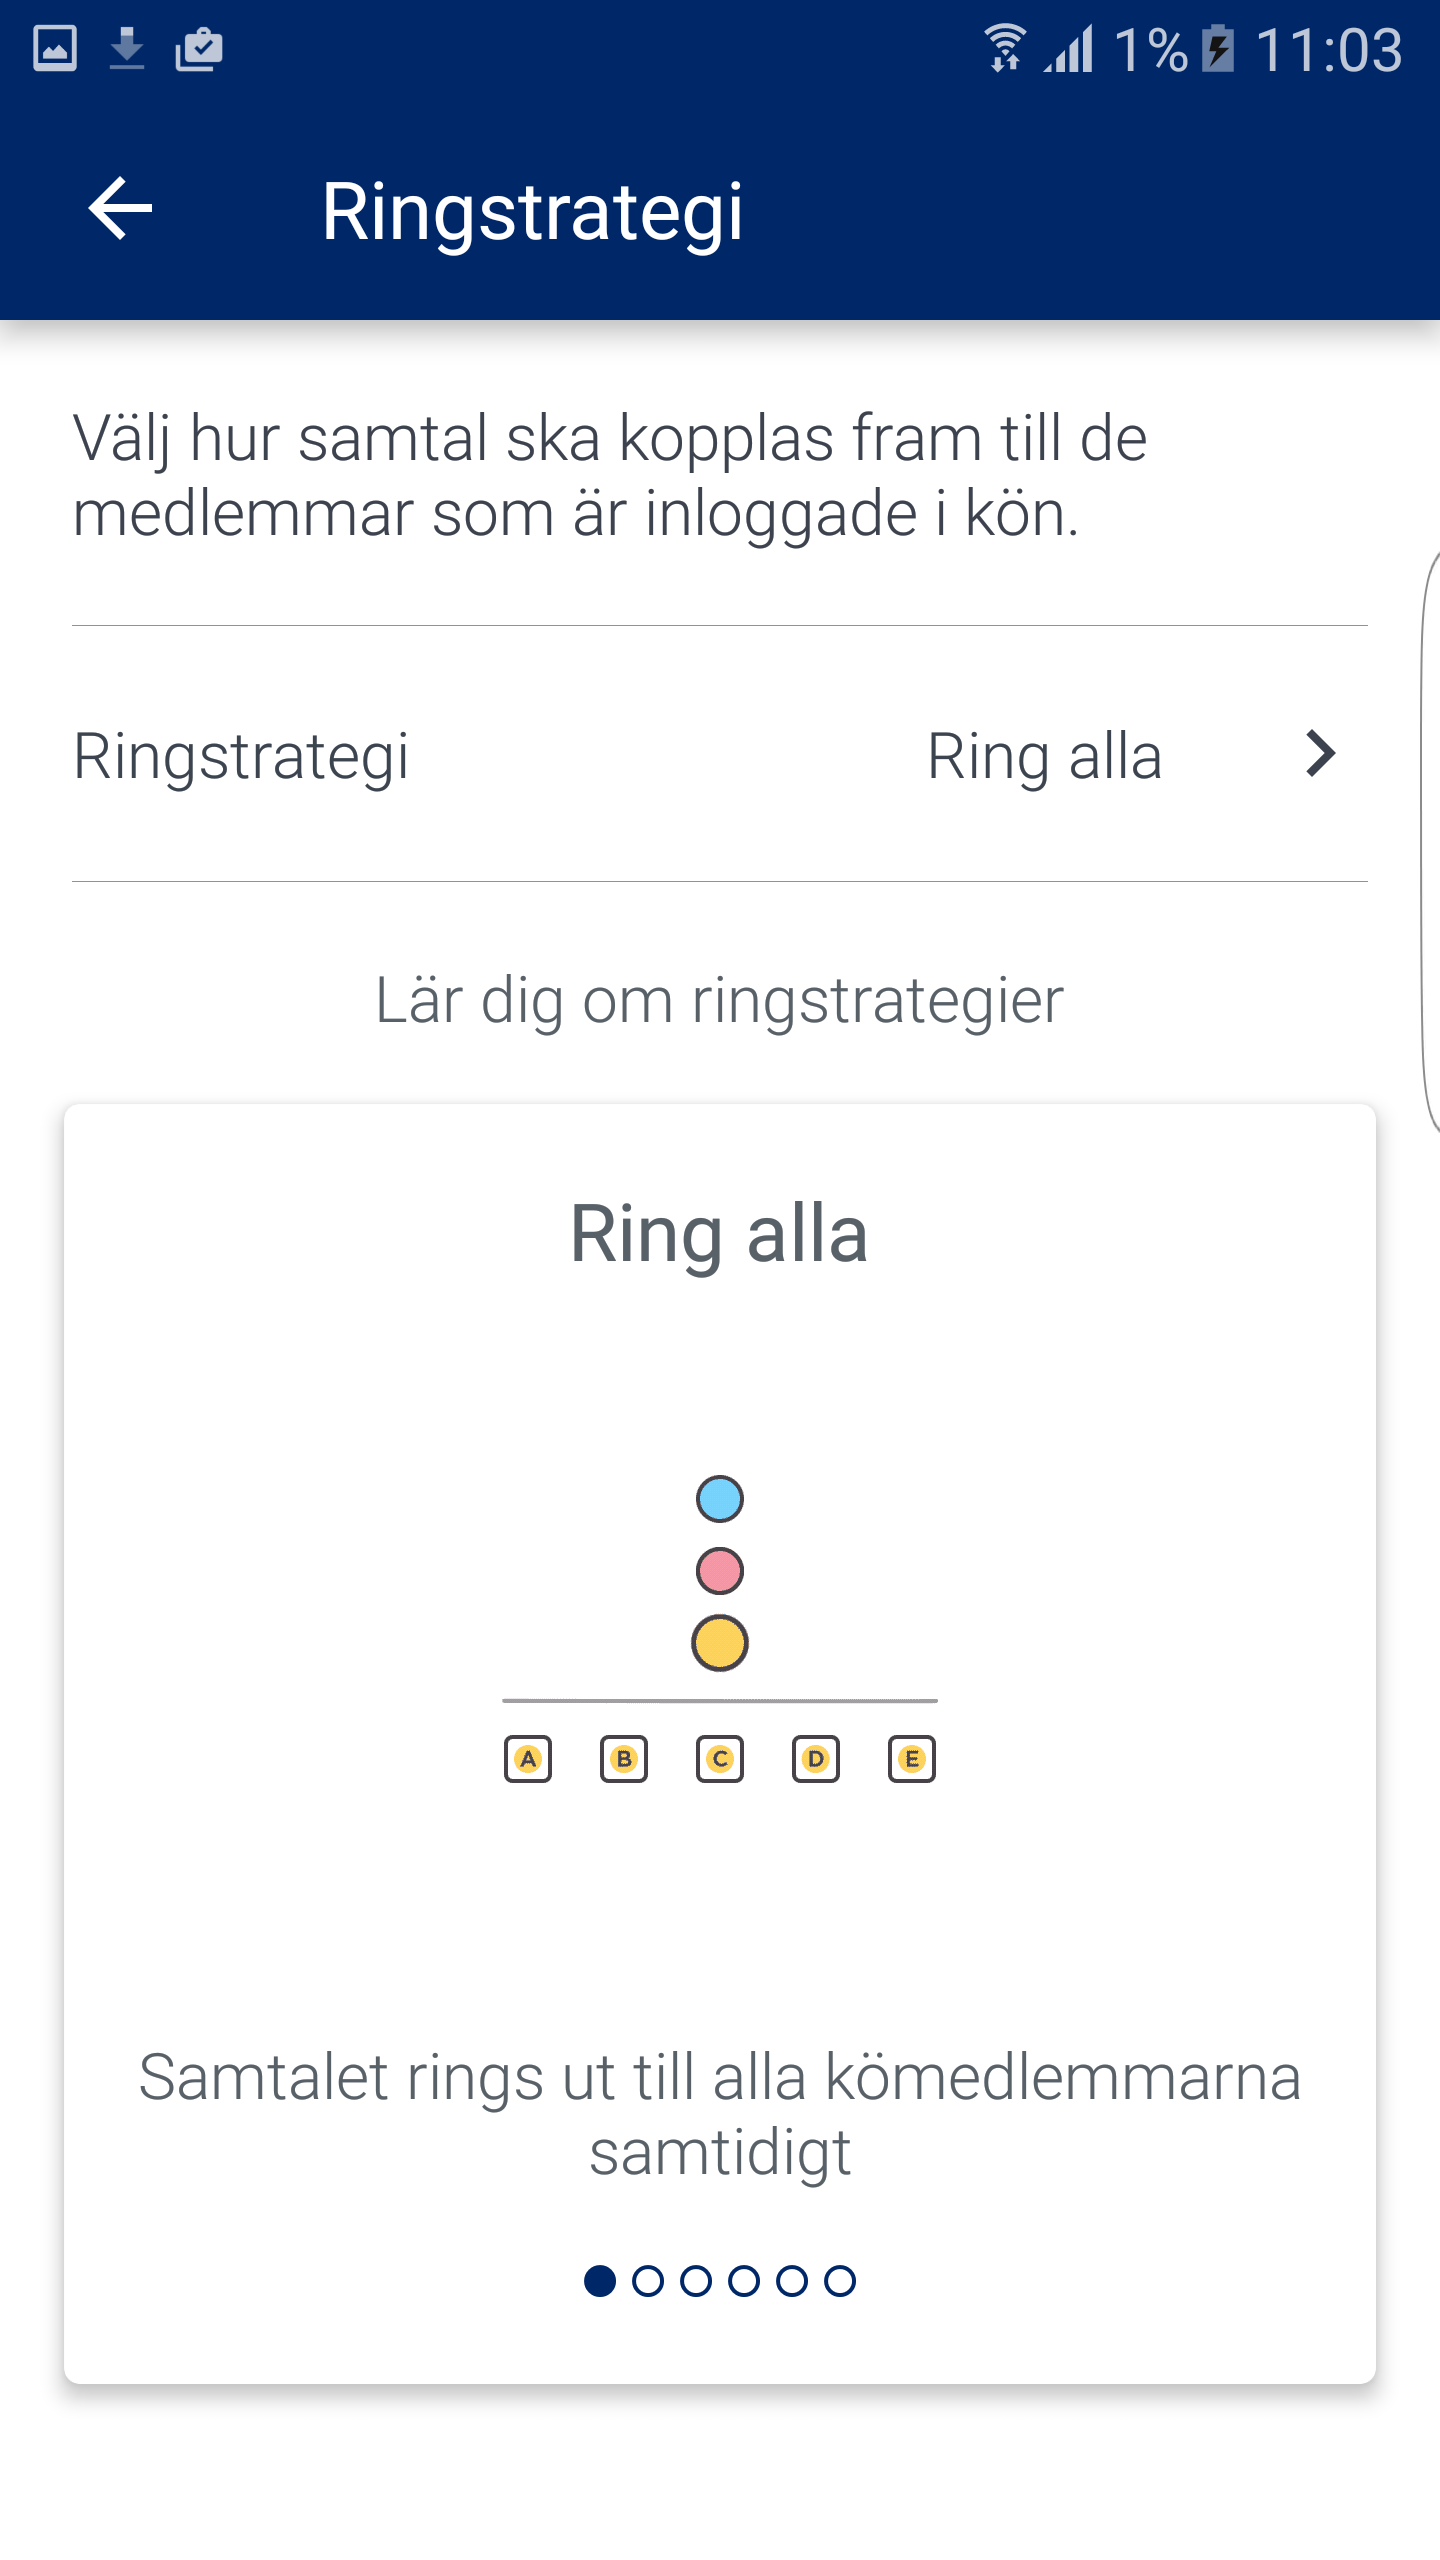 1% 11:03
Ringstrategi
Välj hur samtal ska kopplas fram till de
medlemmar som är inloggade i kön.
Ringstrategi Ring alla
Lär dig om ringstrategier
Ring alla
A B C D E
Samtalet rings ut till alla kömedlemmarna
samtidigt